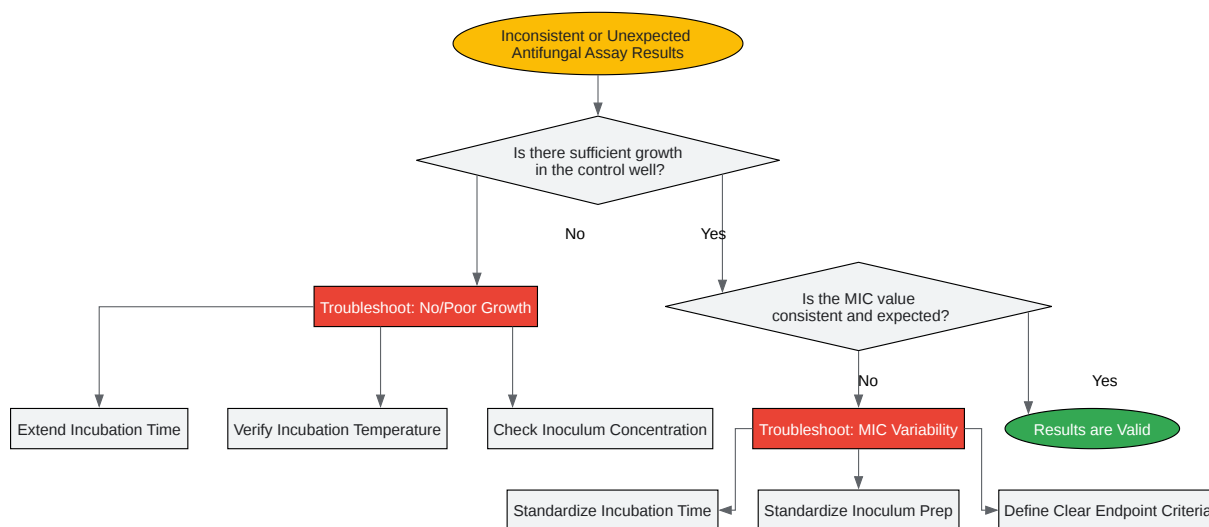 Inconsistent or Unexpected
Antifungal Assay Results
Is there sufficient growth
in the control well?
No
Yes
Troubleshoot: No/Poor Growth
Is the MIC value
consistent and expected?
No
Yes
Extend Incubation Time
Verify Incubation Temperature
Check Inoculum Concentration
Troubleshoot: MIC Variability
Results are Valid
Standardize Incubation Time
Standardize Inoculum Prep
Define Clear Endpoint Criteria